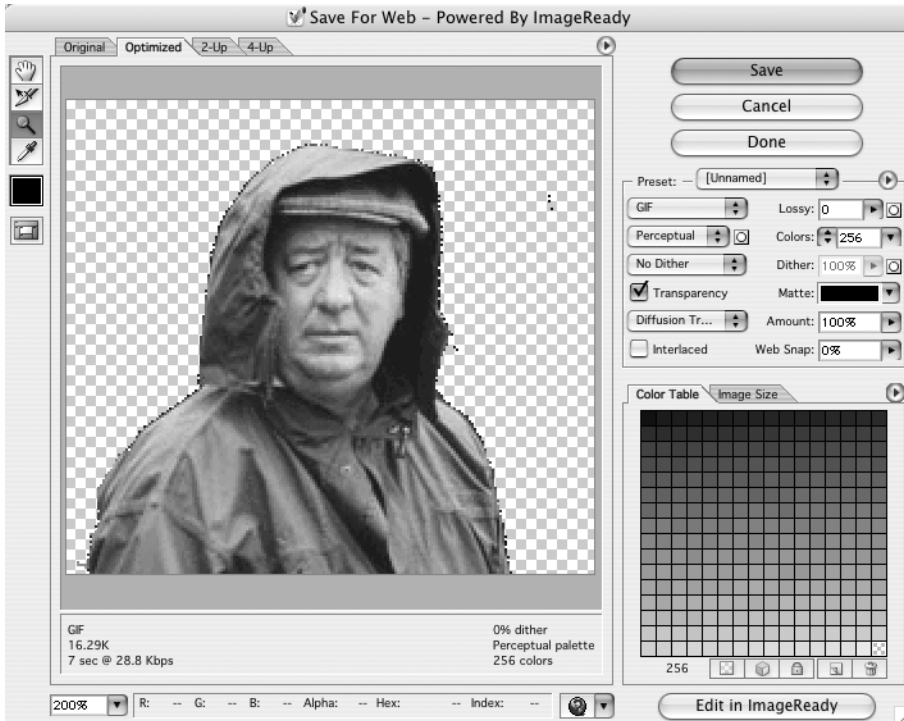 Save For Web – Powered By ImageReady
Original Optimized 2-Up 4-Up
Save
Cancel
Done
Preset: [Unnamed]
GIF Lossy: 0
Perceptual Colors: 256
No Dither Dither: 100%
Transparency Matte:
Diffusion Tr... Amount: 100%
Interlaced Web Snap: 0%
Color Table Image Size
256
GIF
16.29K
7 sec @ 28.8 Kbps
0% dither
Perceptual palette
256 colors
200% R: -- G: -- B: -- Alpha: -- Hex: -- Index: --
Edit in ImageReady